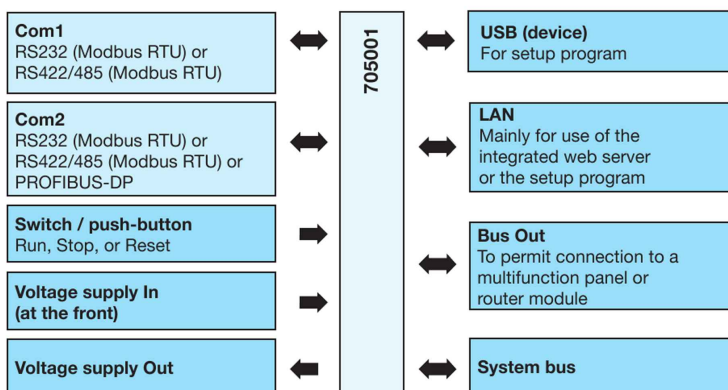 Com1
RS232 (Modbus RTU) or
RS422/485 (Modbus RTU)
Com2
RS232 (Modbus RTU) or
RS422/485 (Modbus RTU) or
PROFIBUS-DP
Switch / push-button
Run, Stop, or Reset
Voltage supply In
(at the front)
Voltage supply Out
705001
USB (device)
For setup program
LAN
Mainly for use of the
integrated web server
or the setup program
Bus Out
To permit connection to a
multifunction panel or
router module
System bus